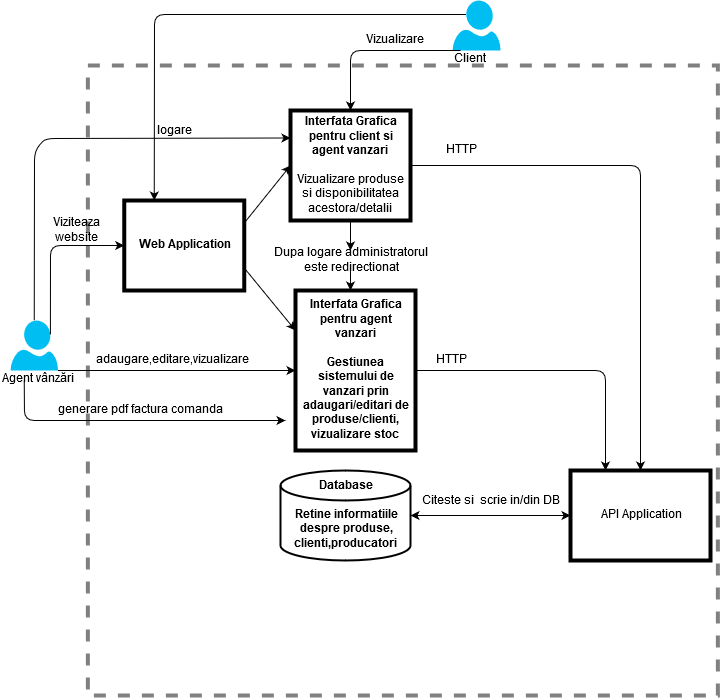 Client
Vizualizare
logare
Interfata Grafica
pentru client si
agent vanzari
Vizualizare produse
si disponibilitatea
acestora/detalii
HTTP
Viziteaza
website
Web Application
Dupa logare administratorul
este redirectionat
Interfata Grafica
pentru agent
vanzari
Gestiunea
sistemului de
vanzari prin
adaugari/editari de
produse/clienti,
vizualizare stoc
HTTP
Agent vânzări
adaugare,editare,vizualizare
generare pdf factura comanda
Database
Retine informatiile
despre produse,
clienti,producatori
Citeste si  scrie in/din DB
API Application